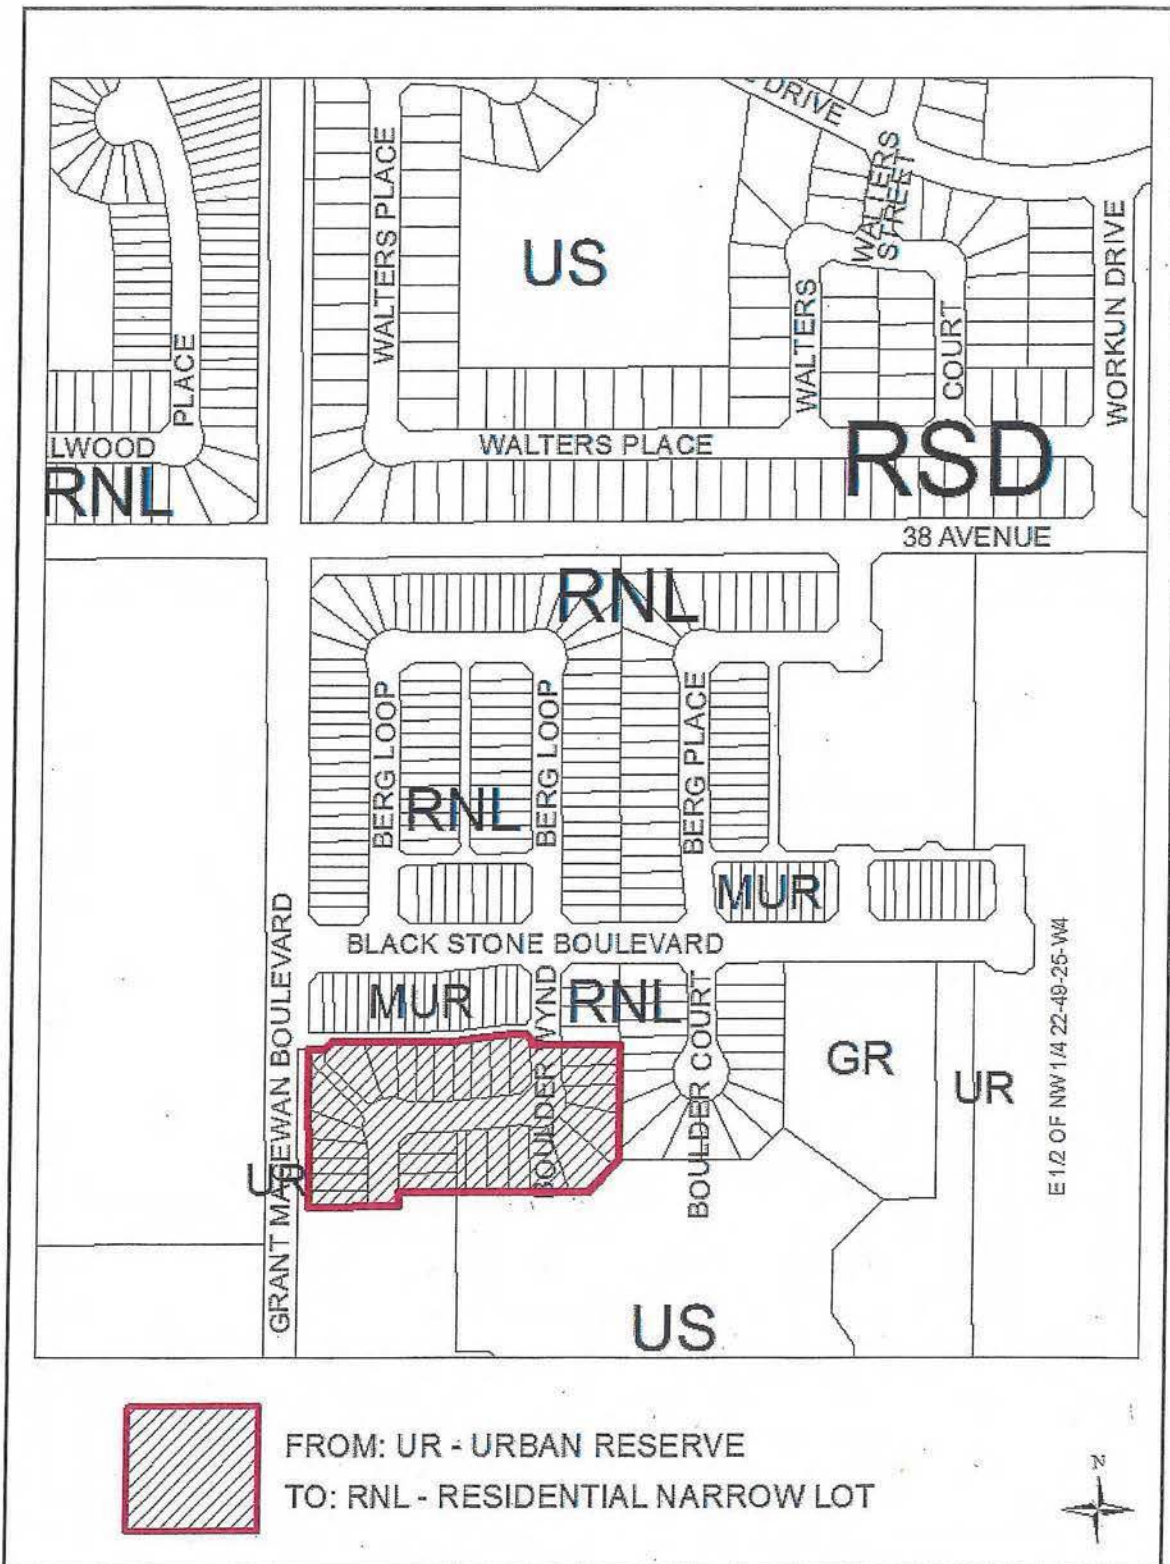 DRIVE
WALTERS STREET
WALTERS PLACE
US
WORKUN DRIVE
PLACE
WALTERS
COURT
LWOOD
WALTERS PLACE
RNL
RSD
38 AVENUE
RNL
BERG LOOP
BERG LOOP
BERG PLACE
RNL
MUR
GRANT MACEWAN BOULEVARD
BLACK STONE BOULEVARD
E 1/2 OF NW 1/4 22-49-25-W4
MUR
RNL
BOULDER WYND
BOULDER COURT
GR
UR
UR
US
FROM: UR - URBAN RESERVE
TO: RNL - RESIDENTIAL NARROW LOT
N